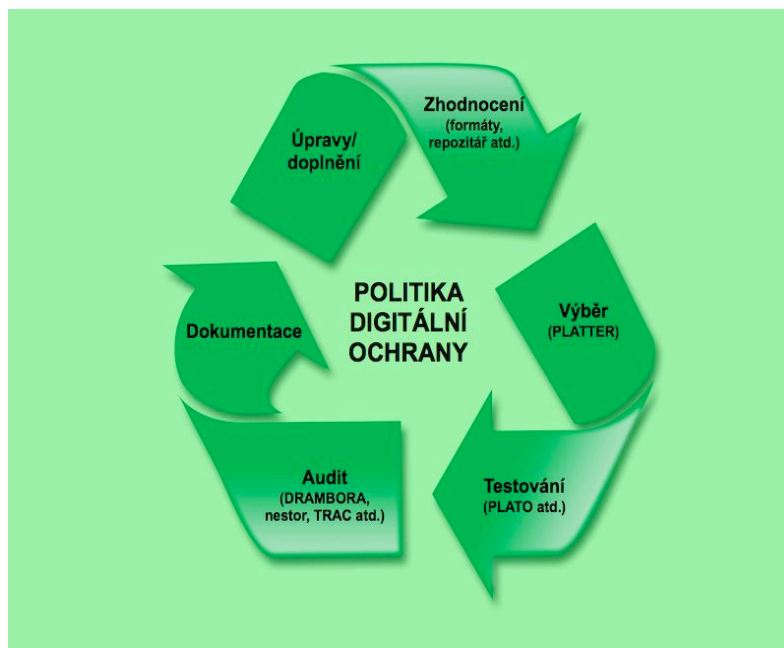 Zhodnocení
(formáty,
repozitář atd.)
Úpravy/
doplnění
POLITIKA
DIGITÁLNÍ
OCHRANY
Výběr
(PLATTER)
Dokumentace
Audit
(DRAMBORA,
nestor, TRAC atd.)
Testování
(PLATO atd.)